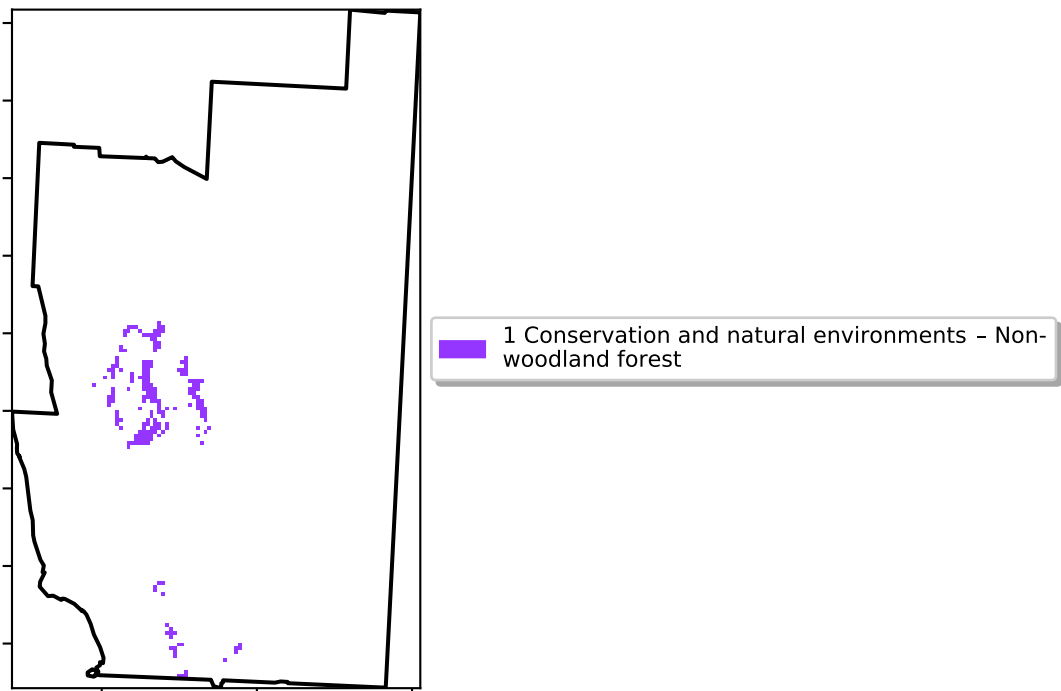 1 Conservation and natural environments – Non-
woodland forest